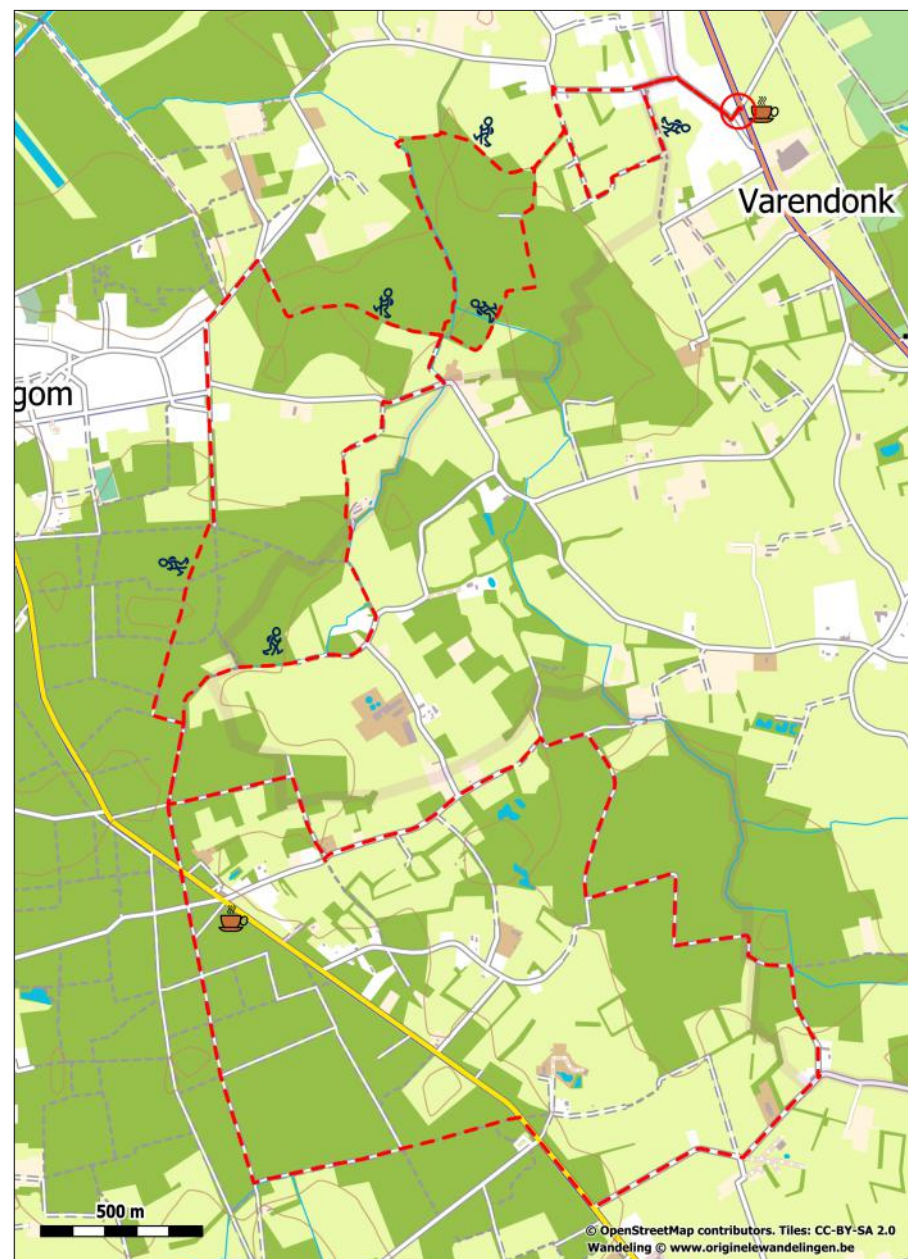 Varendonk
gom
500 m
© OpenStreetMap contributors. Tiles: CC-BY-SA 2.0
Wandeling © www.originelewandelingen.be